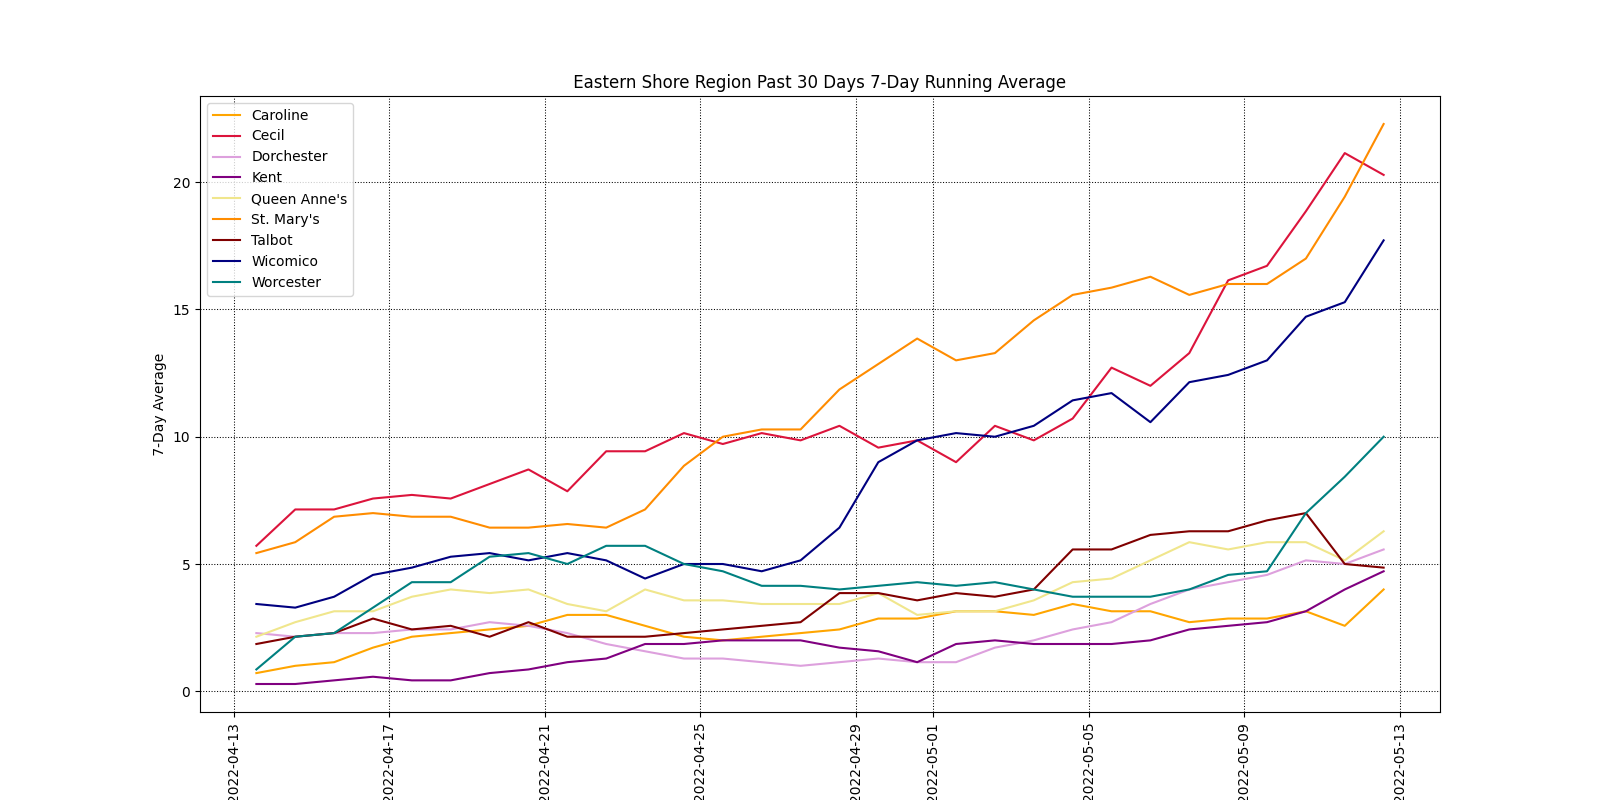 Eastern Shore Region Past 30 Days 7-Day Running Average
Caroline
Cecil
Dorchester
Kent
Queen Anne's
St. Mary's
Talbot
Wicomico
Worcester
20
15
10
5
0
7-Day Average
2022-04-13
2022-04-17
2022-04-21
2022-04-25
2022-04-29
2022-05-01
2022-05-05
2022-05-09
2022-05-13